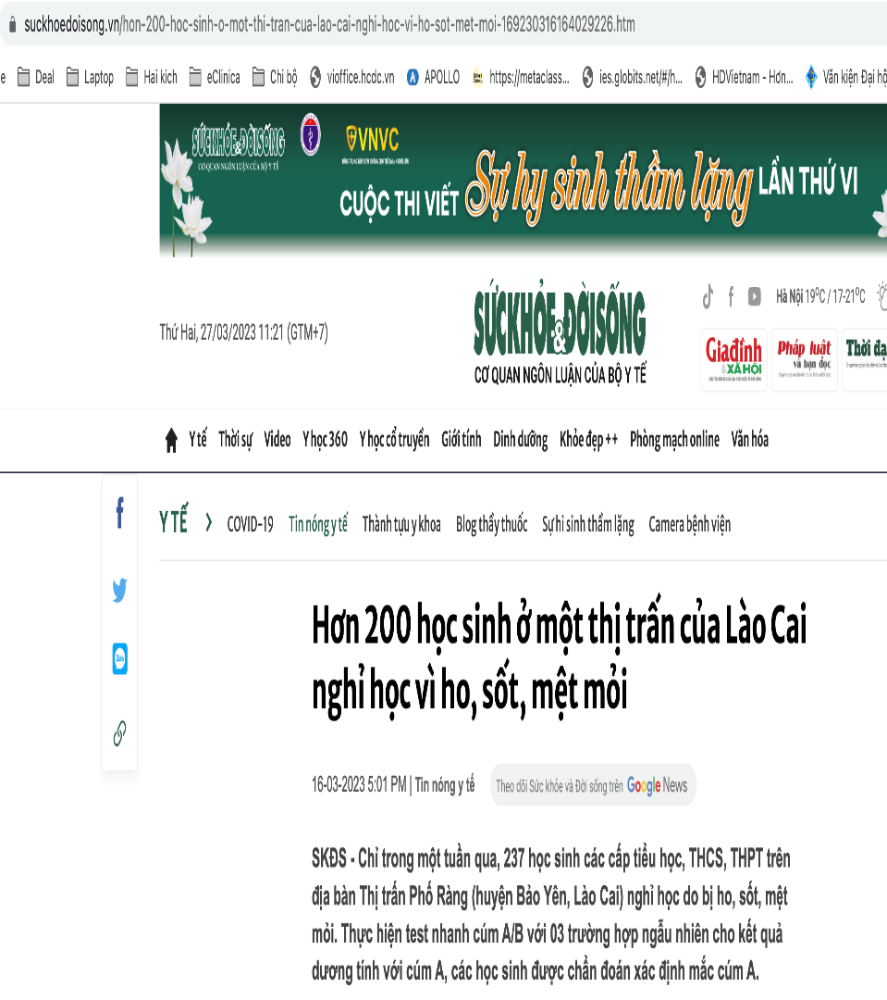 suckhoedoisong.vn/hon-200-hoc-sinh-o-mot-thi-tran-cua-lao-cai-nghi-hoc-vi-ho-sot-met-moi-169230316164029226.htm
e Deal Laptop Hai kich eClinica Chi bộ vioffice.hcdc.vn APOLLO https://metaclass... ies.globits.net/#/h... HDVietnam - Hơn... Văn kiện Đại hộ
SỨCKHỎE&ĐỜISỐNG
CƠ QUAN NGÔN LUẬN CỦA BỘ Y TẾ
VNVC
CUỘC THI VIẾT Sự hy sinh thầm lặng LẦN THỨ VI
Thứ Hai, 27/03/2023 11:21 (GTM+7)
SỨCKHỎE&ĐỜISỐNG
CƠ QUAN NGÔN LUẬN CỦA BỘ Y TẾ
Hà Nội 19°C / 17-21°C
Giađình
&XÃ HỘI
Pháp luật
và bạn đọc
Thời đạ
Y tế Thời sự Video Y học 360 Y học cổ truyền Giới tính Dinh dưỡng Khỏe đẹp ++ Phòng mạch online Văn hóa
Y TẾ > COVID-19 Tin nóng y tế Thành tựu y khoa Blog thầy thuốc Sự hi sinh thầm lặng Camera bệnh viện
Zalo
Hơn 200 học sinh ở một thị trấn của Lào Cai
nghỉ học vì ho, sốt, mệt mỏi
16-03-2023 5:01 PM | Tin nóng y tế
Theo dõi Sức khỏe và Đời sống trên Google News
SKĐS - Chỉ trong một tuần qua, 237 học sinh các cấp tiểu học, THCS, THPT trên
địa bàn Thị trấn Phố Ràng (huyện Bảo Yên, Lào Cai) nghỉ học do bị ho, sốt, mệt
mỏi. Thực hiện test nhanh cúm A/B với 03 trường hợp ngẫu nhiên cho kết quả
dương tính với cúm A, các học sinh được chẩn đoán xác định mắc cúm A.